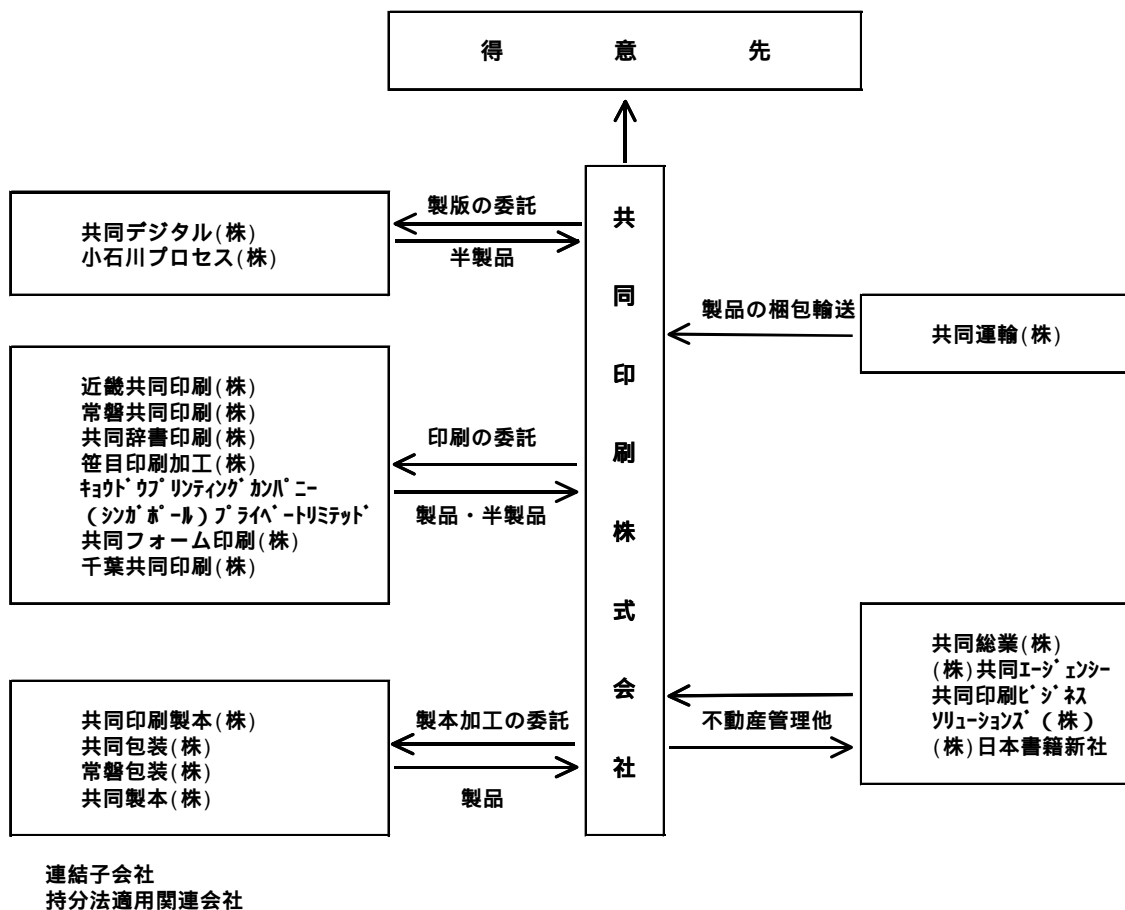 得意先
製版の委託
共同デジタル(株)
小石川プロセス(株)
半製品
共同印刷株式会社
製品の梱包輸送
共同運輸(株)
近畿共同印刷(株)
常磐共同印刷(株)
共同辞書印刷(株)
笹目印刷加工(株)
ｷｮｳﾄﾞｳﾌﾟﾘﾝﾃｨﾝｸﾞｶﾝﾊﾟﾆｰ
（ｼﾝｶﾞﾎﾟｰﾙ）ﾌﾟﾗｲﾍﾞｰﾄﾘﾐﾃｯﾄﾞ
共同フォーム印刷(株)
千葉共同印刷(株)
印刷の委託
製品・半製品
共同印刷製本(株)
共同包装(株)
常磐包装(株)
共同製本(株)
製本加工の委託
製品
不動産管理他
共同総業(株)
(株)共同ｴｰｼﾞｪﾝｼｰ
共同印刷ﾋﾞｼﾞﾈｽ
ｿﾘｭｰｼｮﾝｽﾞ（株）
(株)日本書籍新社
連結子会社
持分法適用関連会社